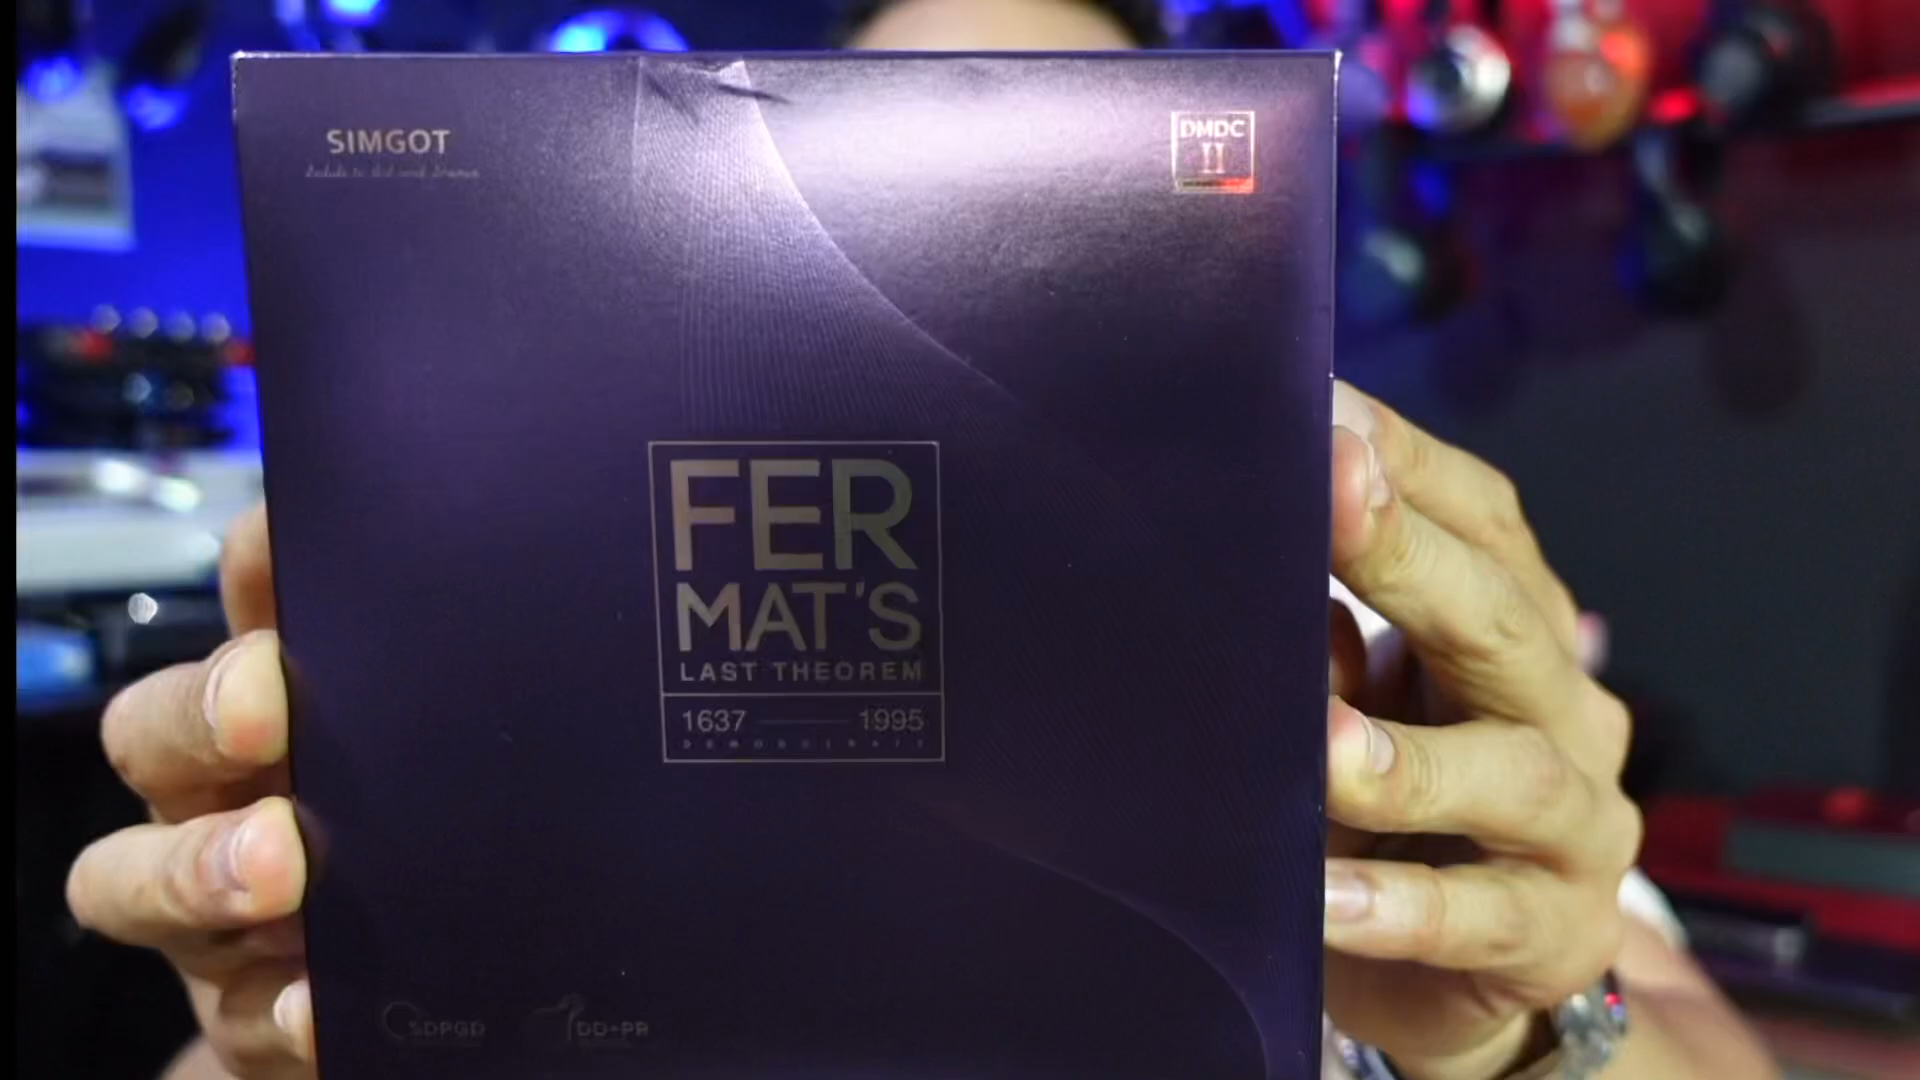 SIMGOT
DMDC
II
FER
MAT'S
LAST THEOREM
1637 1995
SDPGD
DD+PR